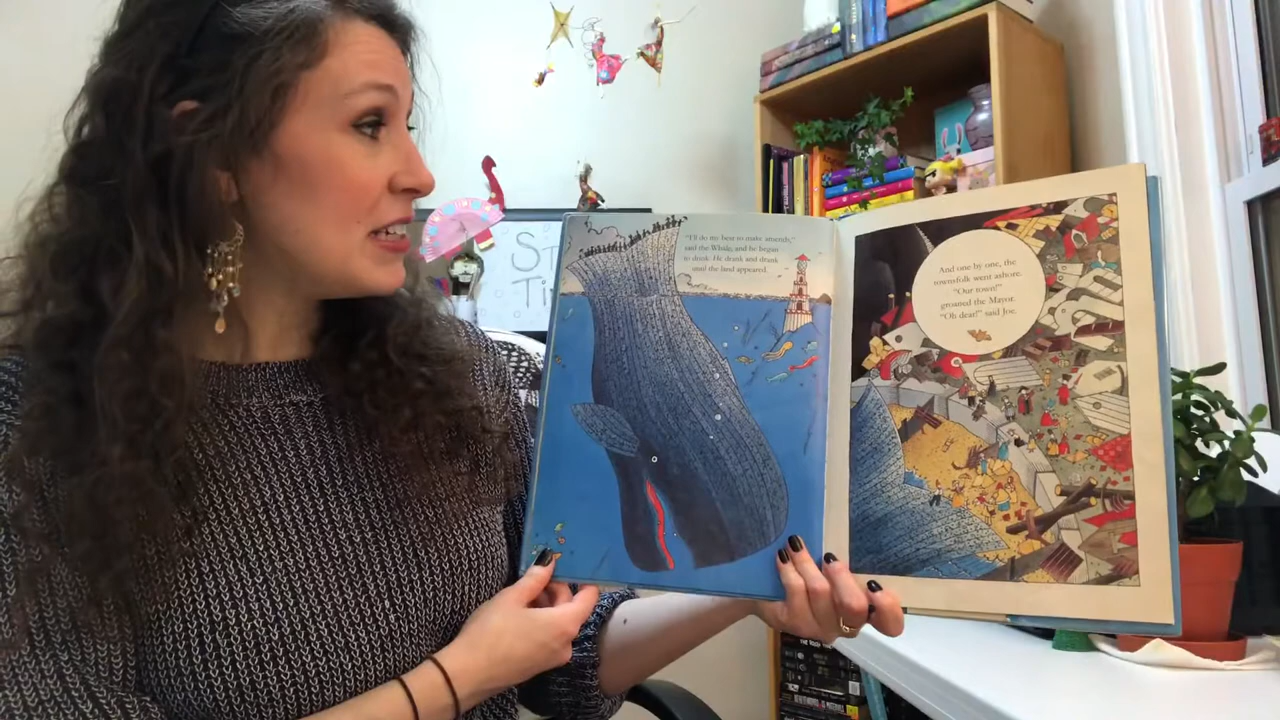 ST
Ti
"I'll do my best to make amends,"
said the Whale, and he began
to drink. He drank and drank
until the land appeared.
And one by one, the
townsfolk went ashore.
"Our town!"
groaned the Mayor.
"Oh dear!" said Joe.